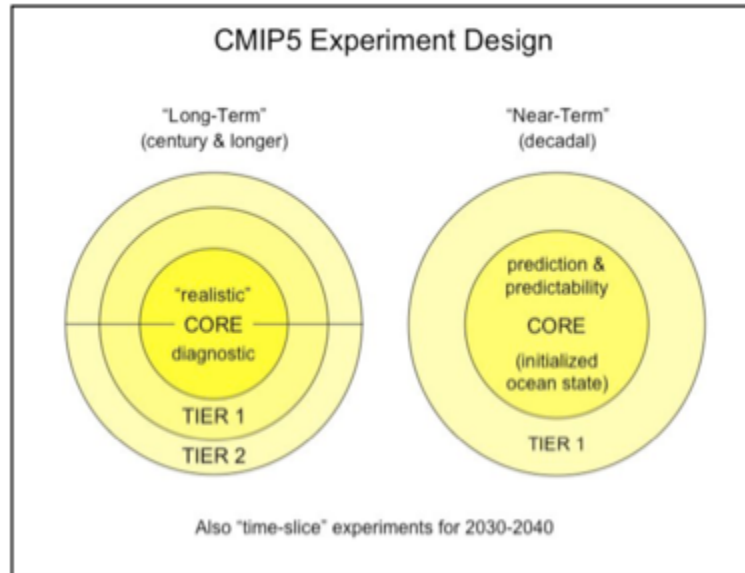 CMIP5 Experiment Design
“Long-Term”
(century & longer)
“realistic”
CORE
diagnostic
TIER 1
TIER 2
“Near-Term”
(decadal)
prediction &
predictability
CORE
(initialized
ocean state)
TIER 1
Also “time-slice” experiments for 2030-2040